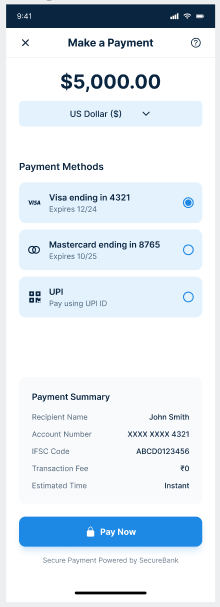 9:41
Make a Payment
$5,000.00
US Dollar ($)
Payment Methods
VISA
Visa ending in 4321
Expires 12/24
Mastercard ending in 8765
Expires 10/25
UPI
Pay using UPI ID
Payment Summary
Recipient Name John Smith
Account Number XXXX XXXX 4321
IFSC Code ABCD0123456
Transaction Fee ₹0
Estimated Time Instant
Pay Now
Secure Payment Powered by SecureBank